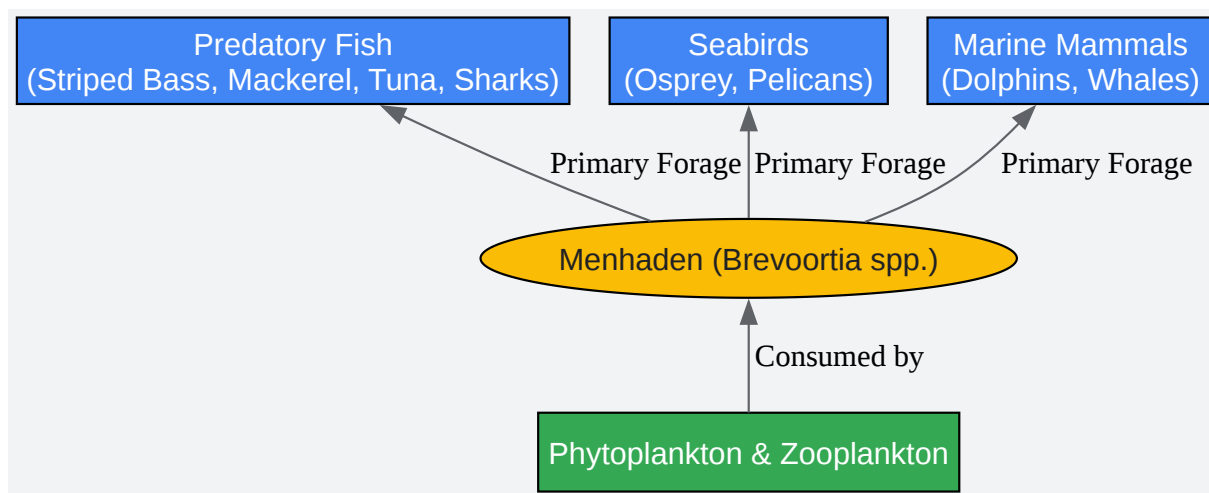 Predatory Fish
(Striped Bass, Mackerel, Tuna, Sharks)
Seabirds
(Osprey, Pelicans)
Marine Mammals
(Dolphins, Whales)
Primary Forage
Primary Forage
Primary Forage
Menhaden (Brevoortia spp.)
Consumed by
Phytoplankton & Zooplankton